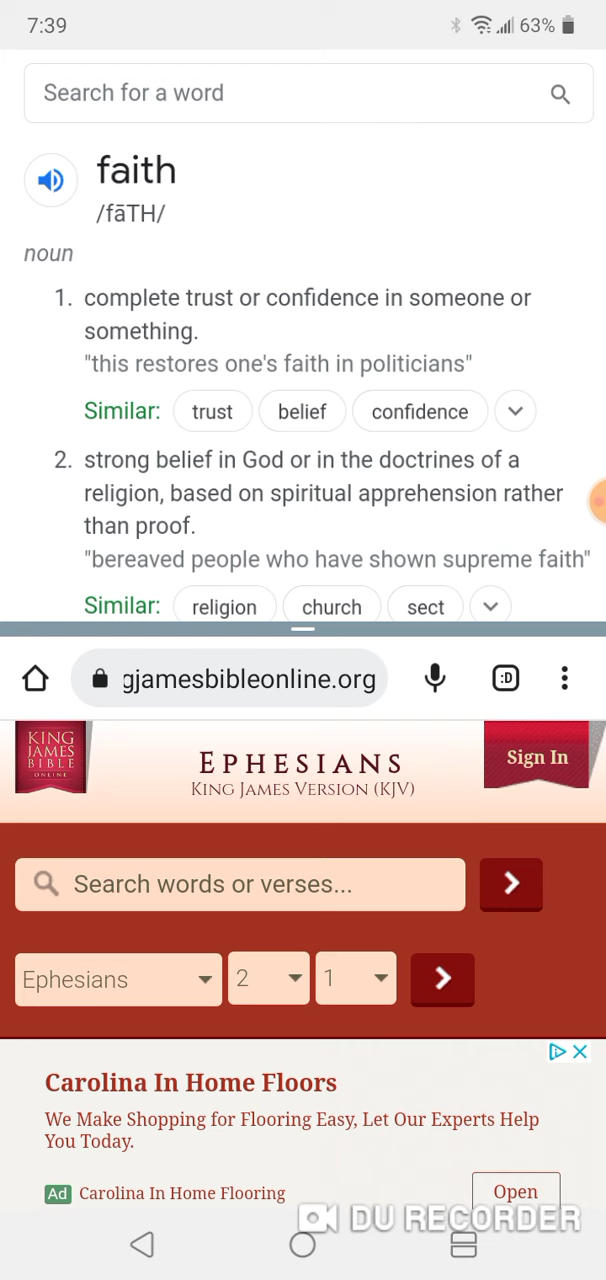 7:39 63%
Search for a word
faith
/fāTH/
noun
1. complete trust or confidence in someone or
something.
"this restores one's faith in politicians"
Similar: trust belief confidence
2. strong belief in God or in the doctrines of a
religion, based on spiritual apprehension rather
than proof.
"bereaved people who have shown supreme faith"
Similar: religion church sect
gjamesbibleonline.org :D
KING
JAMES
BIBLE
ONLINE
EPHESIANS
KING JAMES VERSION (KJV)
Sign In
Search words or verses...
Ephesians 2 1
Carolina In Home Floors
We Make Shopping for Flooring Easy, Let Our Experts Help
You Today.
Ad Carolina In Home Flooring Open
DU RECORDER